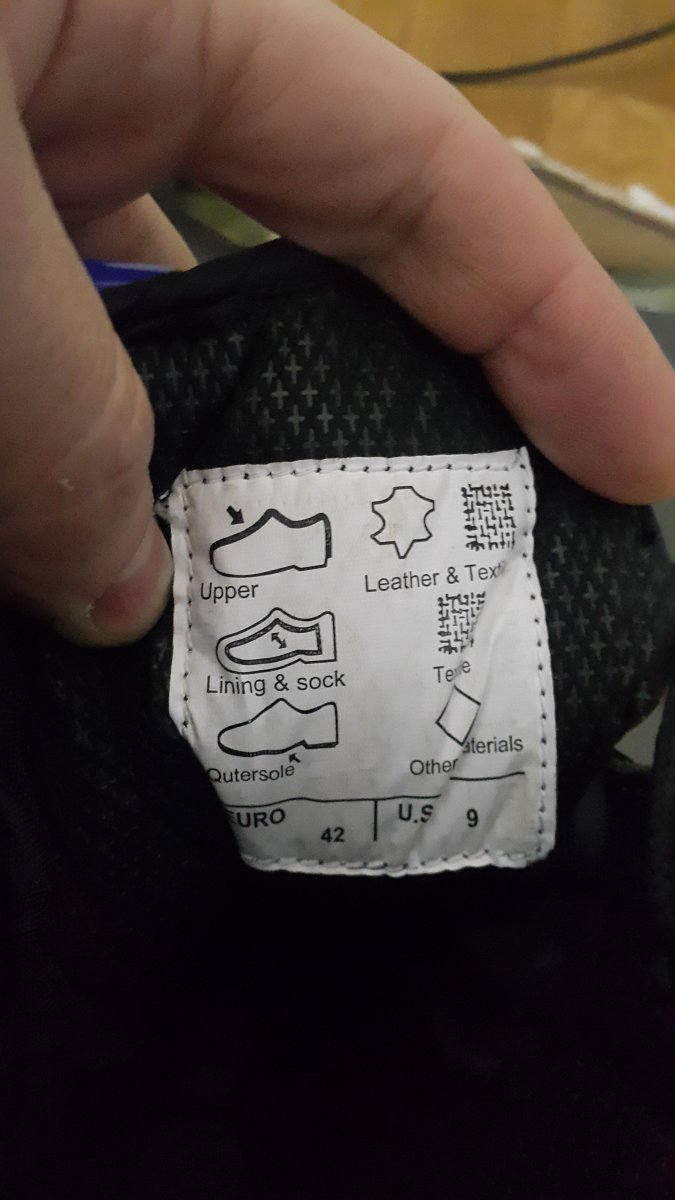 Upper
Leather & Text
Lining & sock
Te e
Qutersole
Other aterials
EURO 42 U.S 9